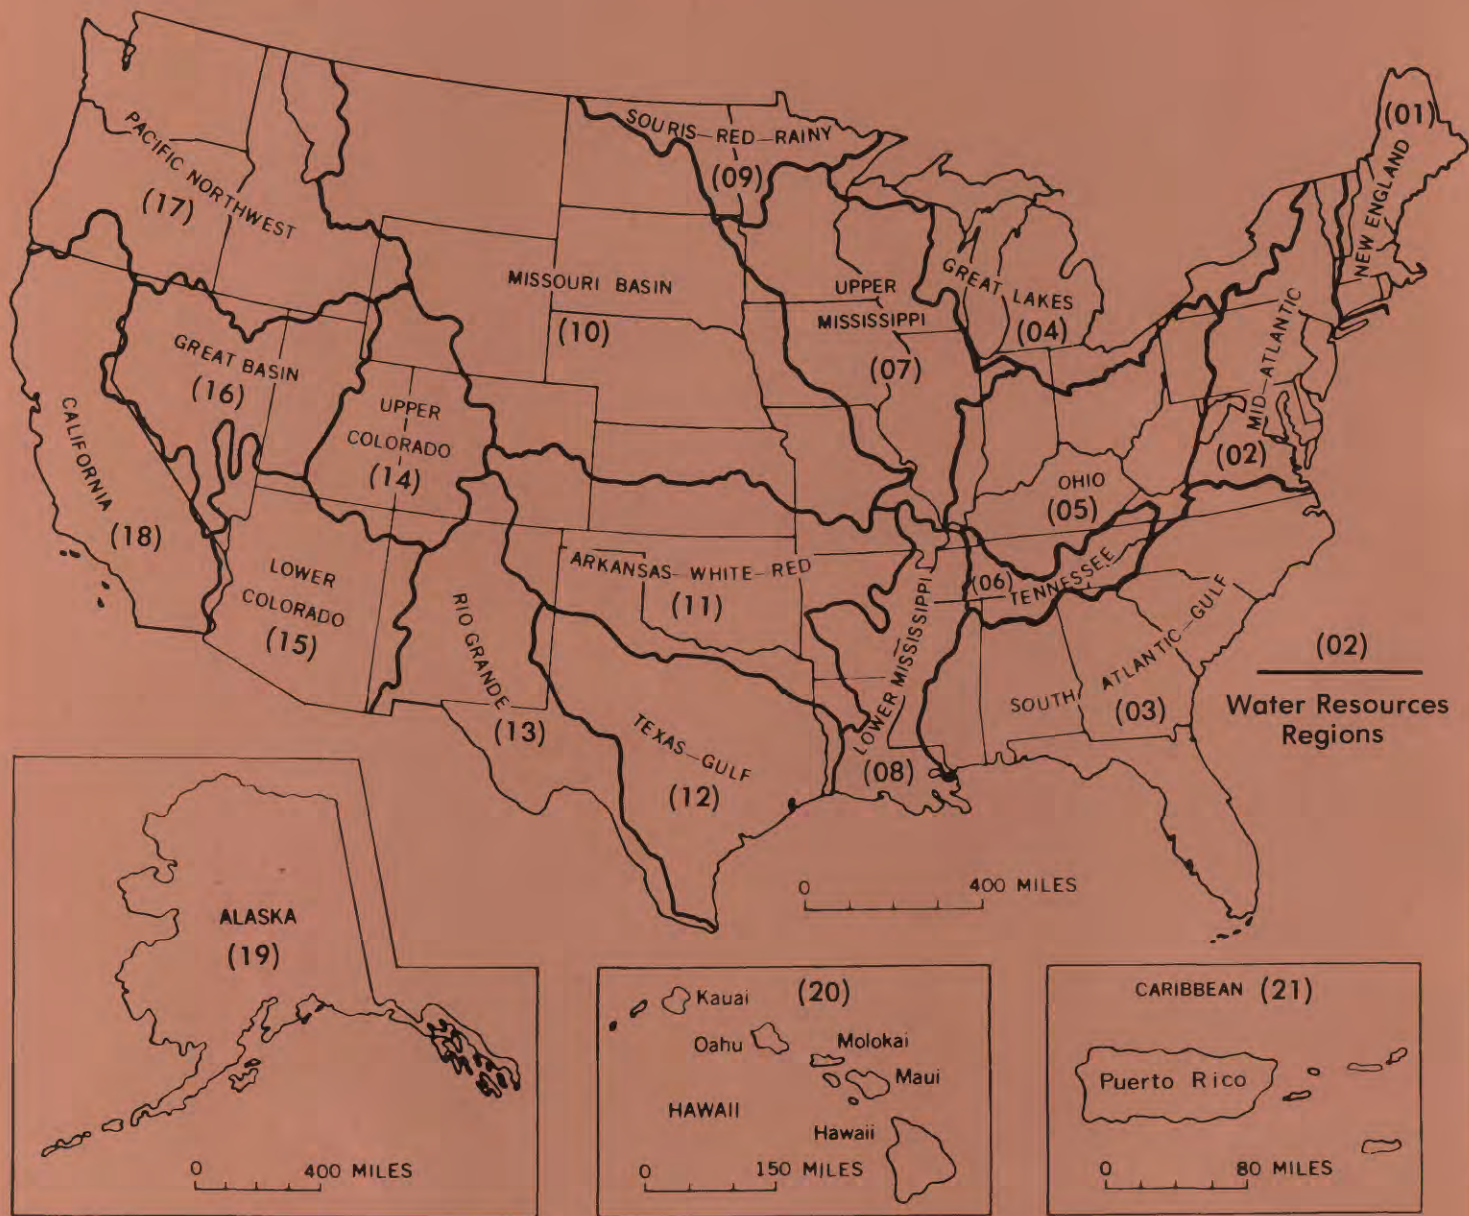 SOURIS-RED-RAINY
(09)
(01)
NEW ENGLAND
PACIFIC NORTHWEST
(17)
MISSOURI BASIN
(10)
UPPER
MISSISSIPPI
(07)
GREAT LAKES
(04)
MID-ATLANTIC
(02)
GREAT BASIN
(16)
UPPER
COLORADO
(14)
CALIFORNIA
(18)
OHIO
(05)
LOWER
COLORADO
(15)
ARKANSAS-WHITE-RED
(11)
(06)
TENNESSEE
RIO GRANDE
(13)
LOWER MISSISSIPPI
(08)
SOUTH ATLANTIC-GULF
(03)
TEXAS-GULF
(12)
(02)
Water Resources
Regions
0 400 MILES
ALASKA
(19)
0 400 MILES
Kauai
(20)
Oahu
Molokai
Maui
HAWAII
Hawaii
0 150 MILES
CARIBBEAN (21)
Puerto Rico
0 80 MILES